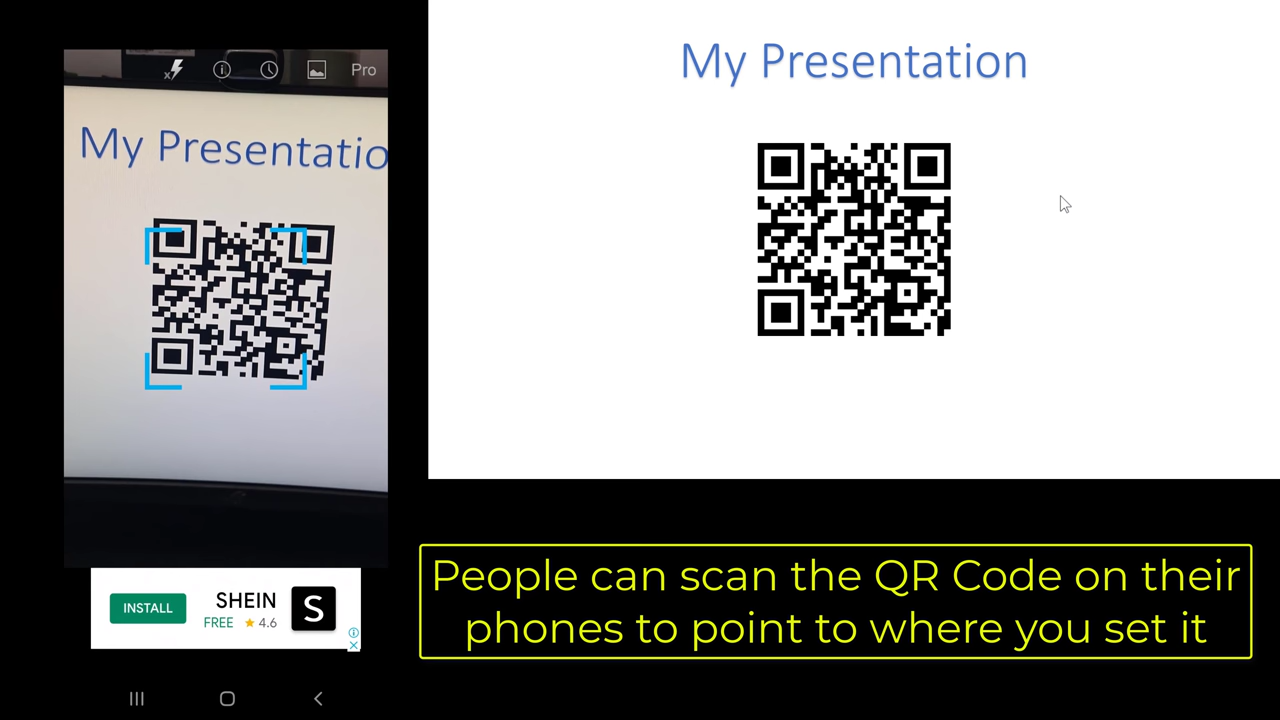 Pro
My Presentatio
INSTALL
SHEIN
FREE ★ 4.6
S
My Presentation
People can scan the QR Code on their
phones to point to where you set it